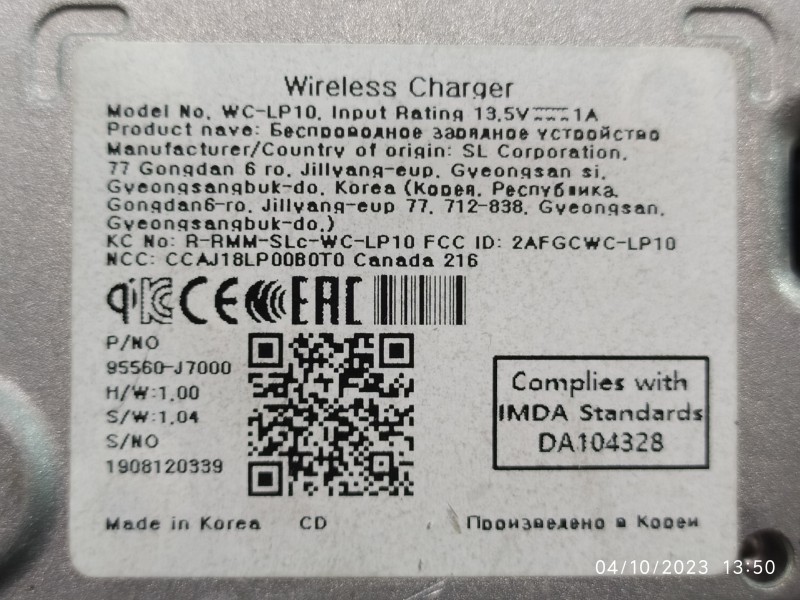 Wireless Charger
Model No. WC-LP10, Input Rating 13.5V⎓1A
Product nave: Беспроводное зарядное устройство
Manufacturer/Country of origin: SL Corporation,
77 Gongdan 6 ro, Jillyang-eup, Gyeongsan si,
Gyeongsangbuk-do, Korea (Корея, Республика
Gongdan6-ro, Jillyang-eup 77, 712-838, Gyeongsan,
Gyeongsangbuk-do,)
KC No: R-RMM-SLc-WC-LP10 FCC ID: 2AFGCWC-LP10
NCC: CCAJ18LP00B0T0 Canada 216
qi KC CE EAC
P/NO
95560-J7000
H/W:1.00
S/W:1.04
S/NO
1908120339
Complies with
IMDA Standards
DA104328
Made in Korea CD Произведено в Кореи
04/10/2023 13:50